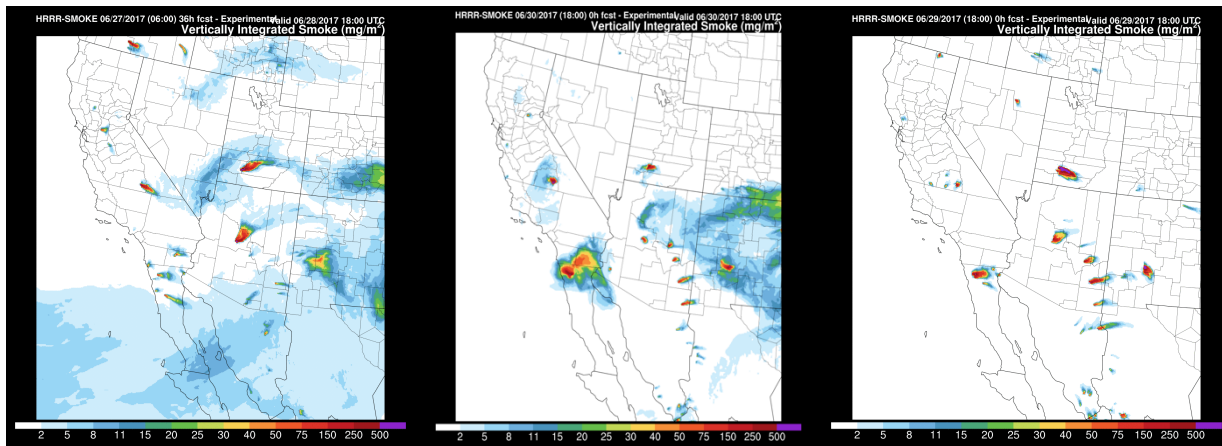 HRRR-SMOKE 06/27/2017 (06:00) 36h fcst - Experimental Valid 06/28/2017 18:00 UTC
Vertically Integrated Smoke (mg/m²)
2 5 8 11 15 20 25 30 40 50 75 150 250 500
HRRR-SMOKE 06/30/2017 (18:00) 0h fcst - Experimental Valid 06/30/2017 18:00 UTC
Vertically Integrated Smoke (mg/m²)
2 5 8 11 15 20 25 30 40 50 75 150 250 500
HRRR-SMOKE 06/29/2017 (18:00) 0h fcst - Experimental Valid 06/29/2017 18:00 UTC
Vertically Integrated Smoke (mg/m²)
2 5 8 11 15 20 25 30 40 50 75 150 250 500